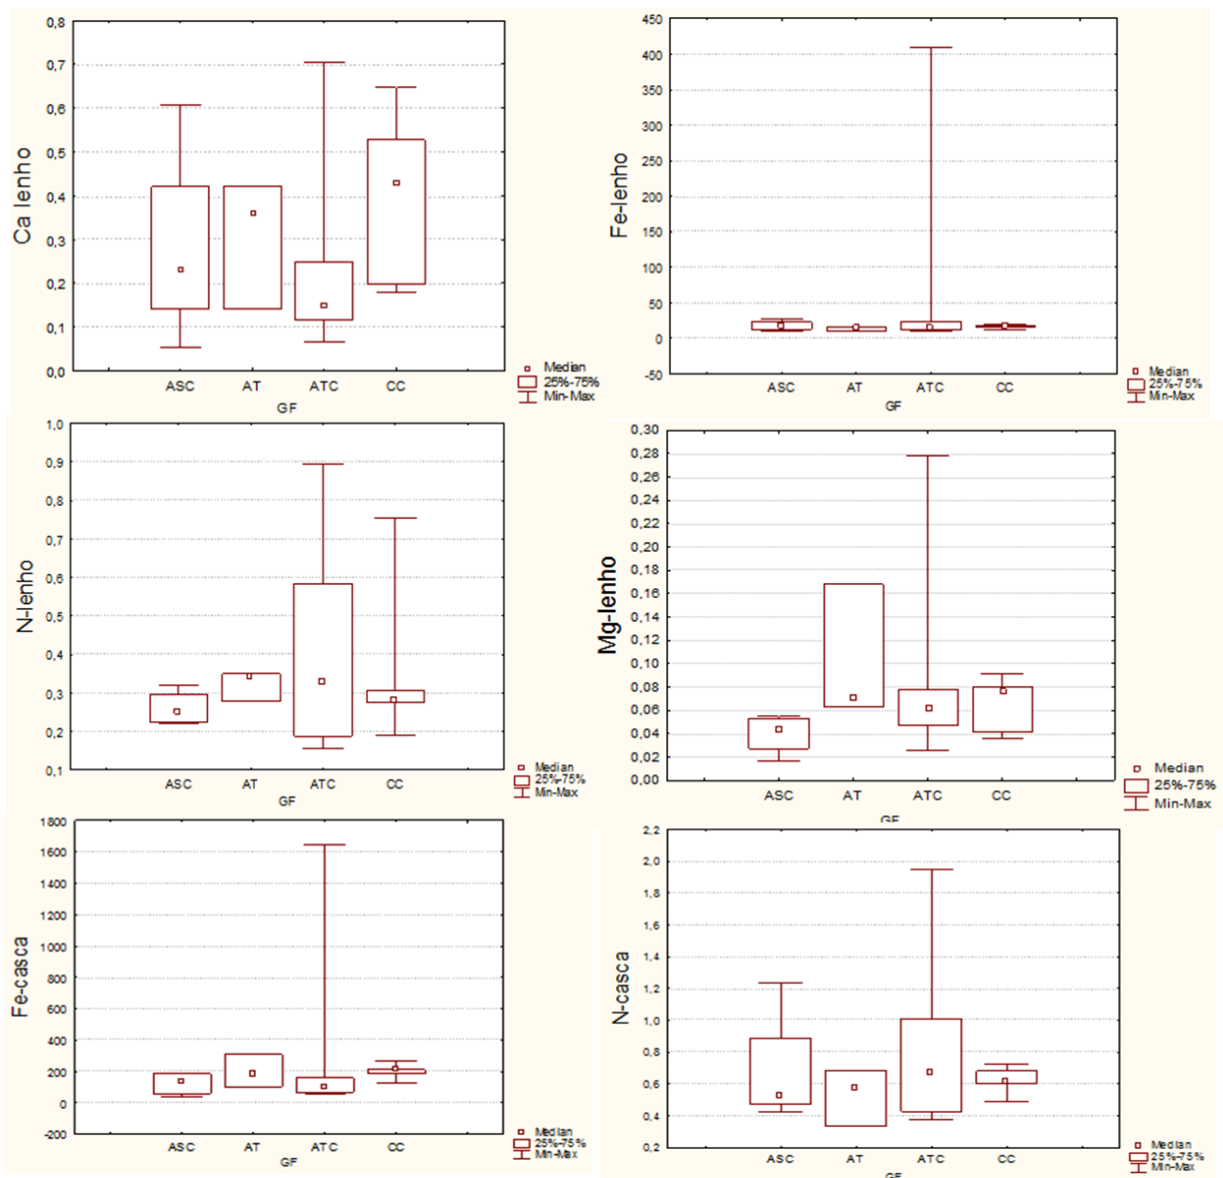 Ca lenho
0,8
0,7
0,6
0,5
0,4
0,3
0,2
0,1
0,0
ASC AT ATC CC
GF
Median
25%-75%
Min-Max
Fe-lenho
450
400
350
300
250
200
150
100
50
0
-50
ASC AT ATC CC
GF
Median
25%-75%
Min-Max
N-lenho
1,0
0,9
0,8
0,7
0,6
0,5
0,4
0,3
0,2
0,1
ASC AT ATC CC
GF
Median
25%-75%
Min-Max
Mg-lenho
0,30
0,28
0,26
0,24
0,22
0,20
0,18
0,16
0,14
0,12
0,10
0,08
0,06
0,04
0,02
0,00
ASC AT ATC CC
GF
Median
25%-75%
Min-Max
Fe-casca
1800
1600
1400
1200
1000
800
600
400
200
0
-200
ASC AT ATC CC
GF
Median
25%-75%
Min-Max
N-casca
2,2
2,0
1,8
1,6
1,4
1,2
1,0
0,8
0,6
0,4
0,2
ASC AT ATC CC
GF
Median
25%-75%
Min-Max